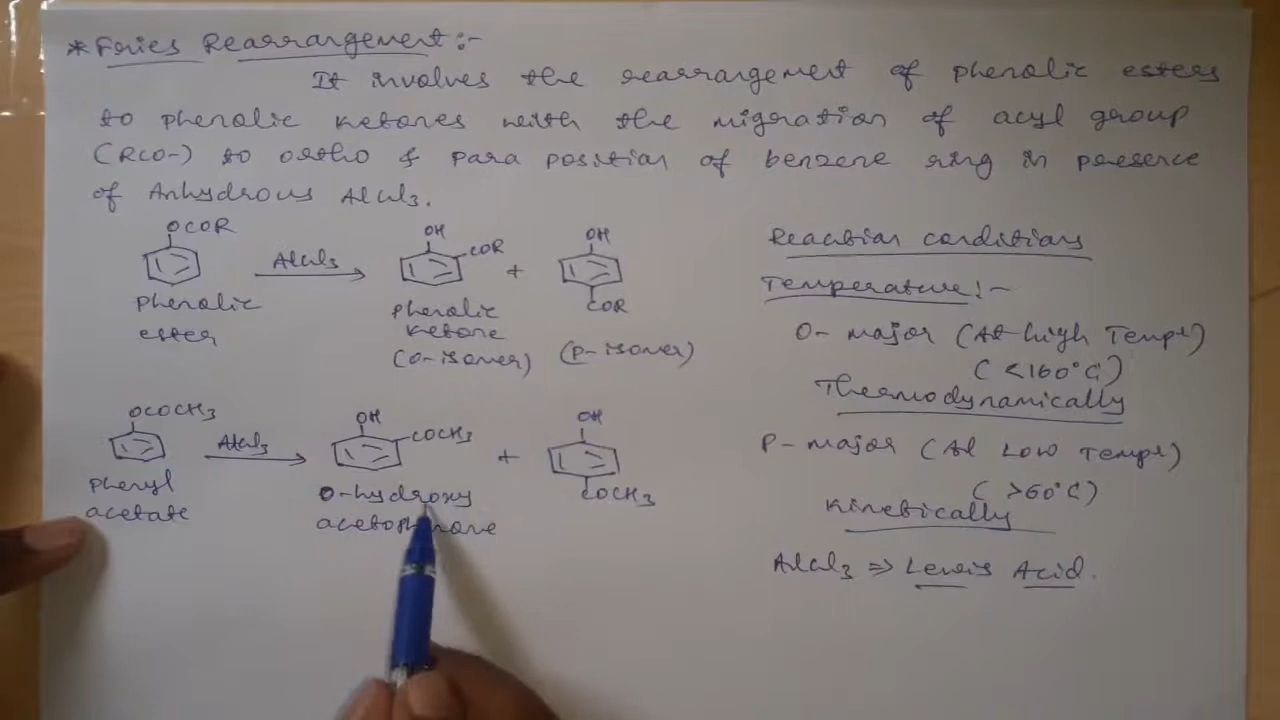 *Fries Rearrangement:-
It involves the rearrangement of phenolic esters
to phenolic ketones with the migration of acyl group
(RCO-) to ortho & para position of benzene ring in presence
of Anhydrous AlCl3.
OCOR
AlCl3
OH
COR
+
OH
COR
phenolic
ester
phenolic
ketone
(o-isomer)
(p-isomer)
OCOCH3
AlCl3
OH
COCH3
+
OH
COCH3
phenyl
acetate
o-hydroxy
Reaction conditions
Temperature:-
O- major (At high Tempr)
(<160°C)
Thermodynamically
P- major (At Low Tempr)
(>60°C)
Kinetically
AlCl3 ⇒ Lewis Acid.